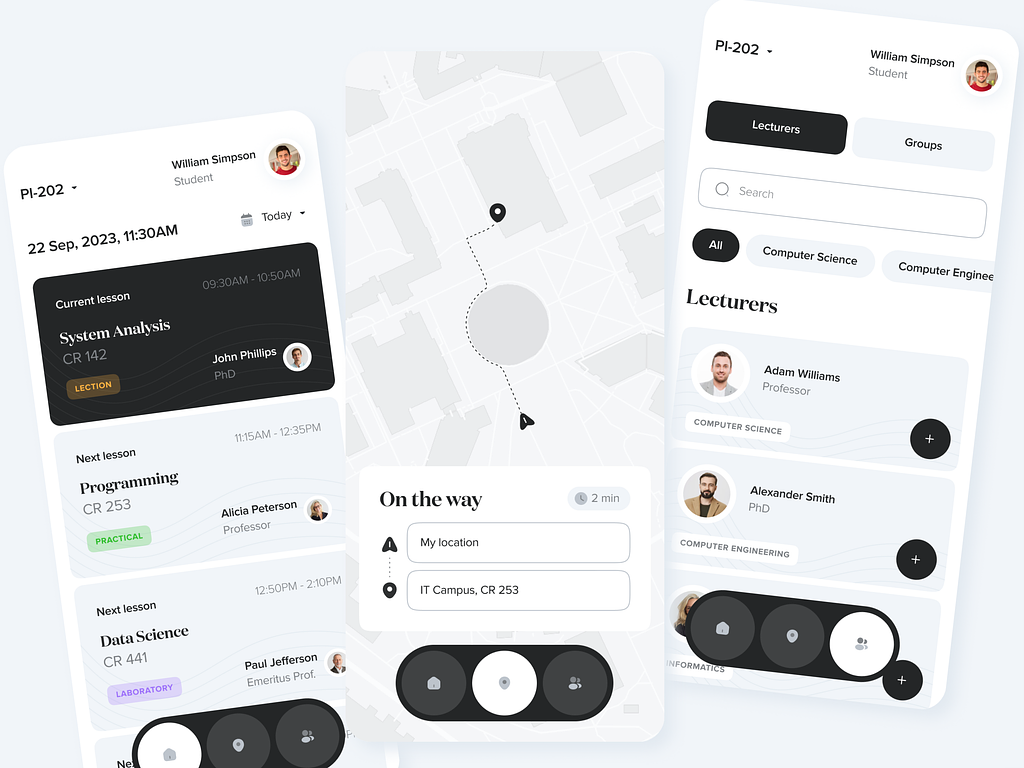 PI-202
William Simpson
Student
22 Sep, 2023, 11:30AM
Today
Current lesson
09:30AM - 10:50AM
System Analysis
CR 142
LECTION
John Phillips
PhD
Next lesson
11:15AM - 12:35PM
Programming
CR 253
PRACTICAL
Alicia Peterson
Professor
Next lesson
12:50PM - 2:10PM
Data Science
CR 441
LABORATORY
Paul Jefferson
Emeritus Prof.
On the way
2 min
My location
IT Campus, CR 253
PI-202
William Simpson
Student
Lecturers
Groups
Search
All
Computer Science
Computer Enginee
Lecturers
Adam Williams
Professor
COMPUTER SCIENCE
+
Alexander Smith
PhD
COMPUTER ENGINEERING
+
INFORMATICS
+